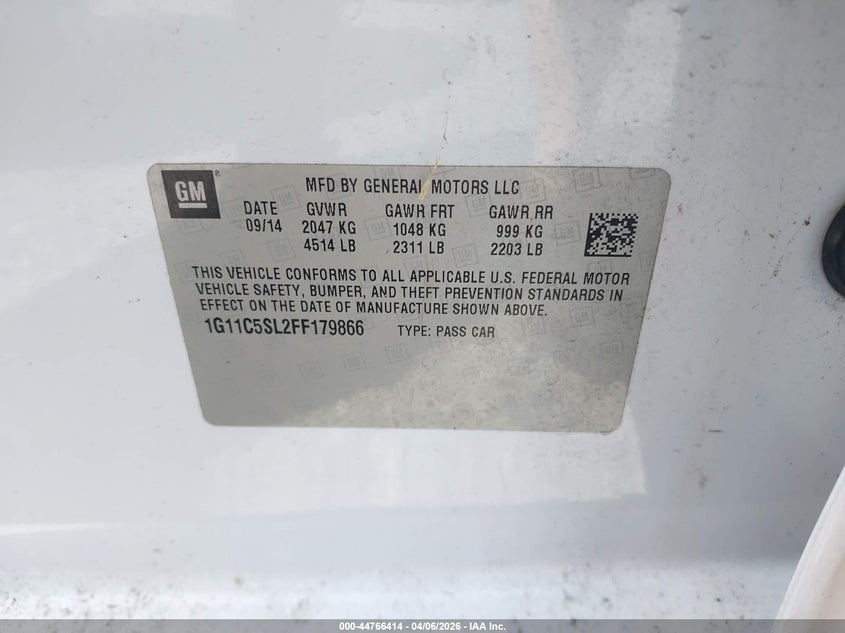 GM
MFD BY GENERAL MOTORS LLC
DATE GVWR GAWR FRT GAWR RR
09/14 2047 KG 1048 KG 999 KG
4514 LB 2311 LB 2203 LB
THIS VEHICLE CONFORMS TO ALL APPLICABLE U.S. FEDERAL MOTOR
VEHICLE SAFETY, BUMPER, AND THEFT PREVENTION STANDARDS IN
EFFECT ON THE DATE OF MANUFACTURE SHOWN ABOVE.
1G11C5SL2FF179866 TYPE: PASS CAR
000-44766414 - 04/06/2026 - IAA Inc.